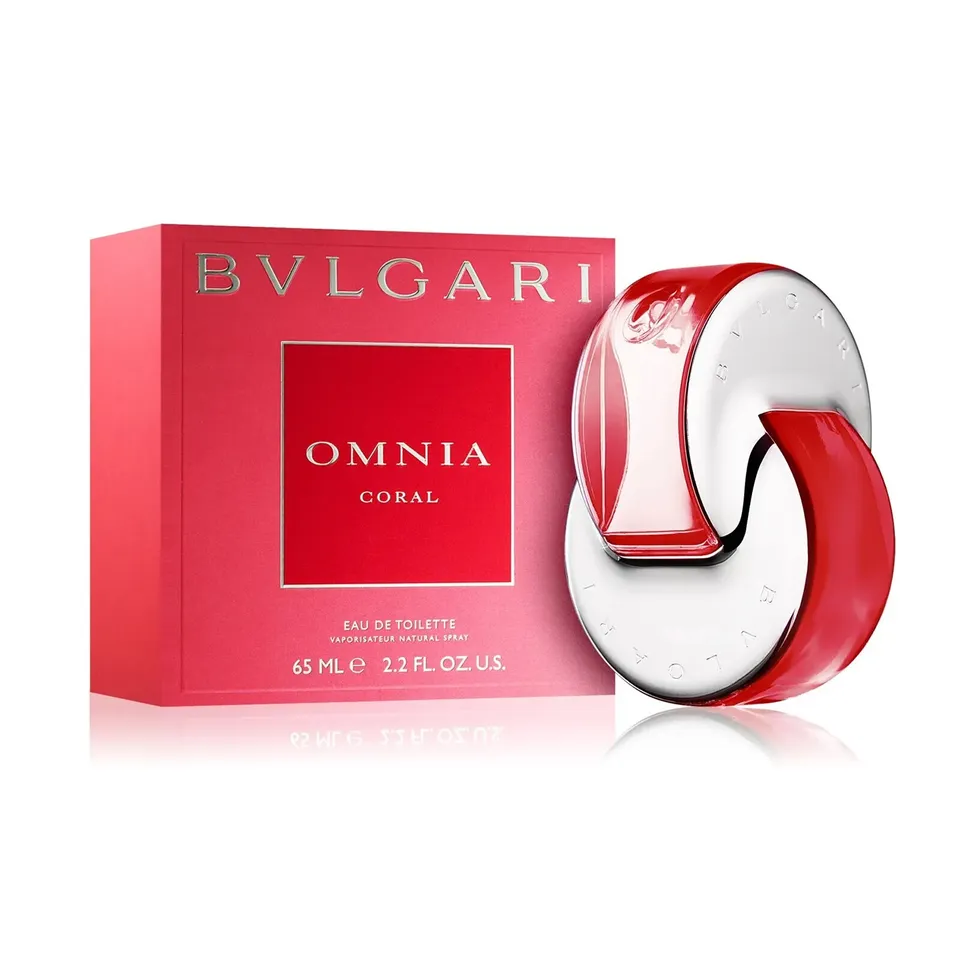 BVLGARI
OMNIA
CORAL
EAU DE TOILETTE
VAPORISATEUR NATURAL SPRAY
65 ML ℮ 2.2 FL. OZ. U.S.
BVLGARI
BVLGARI